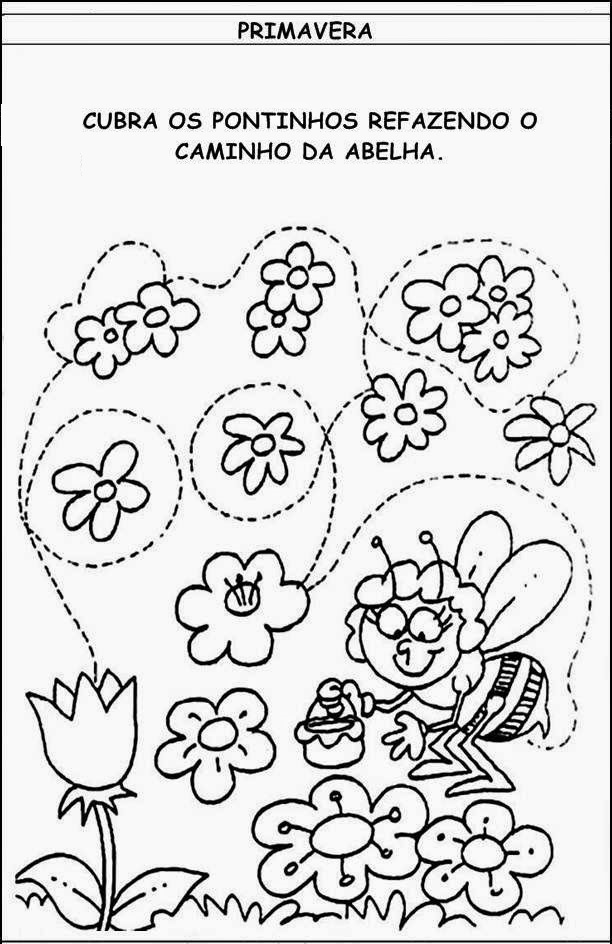 PRIMAVERA
CUBRA OS PONTINHOS REFAZENDO O
CAMINHO DA ABELHA.